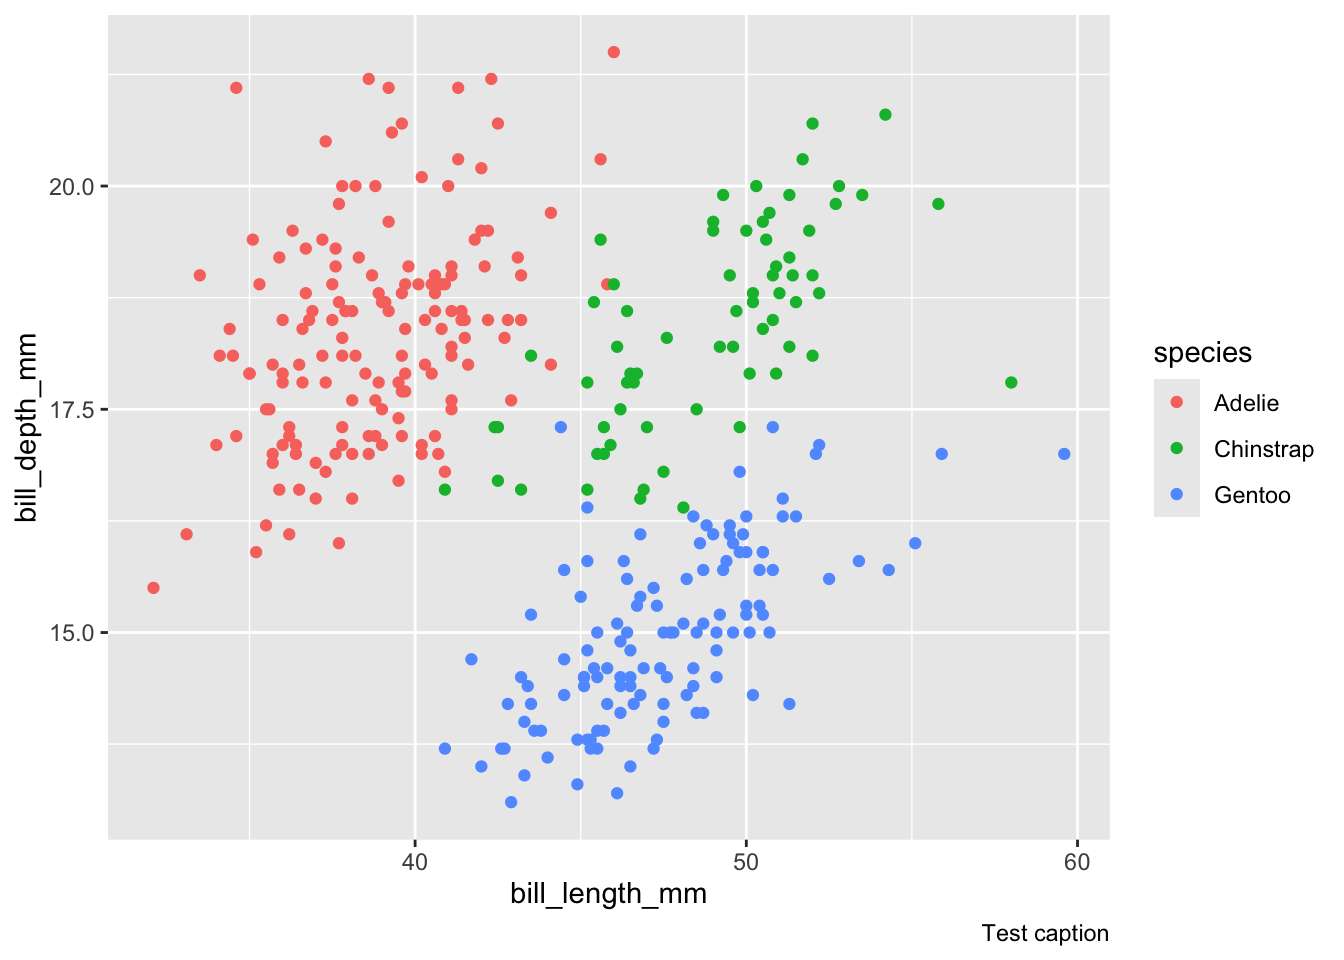 20.0
17.5
15.0
bill_depth_mm
40 50 60
bill_length_mm
species
Adelie
Chinstrap
Gentoo
Test caption